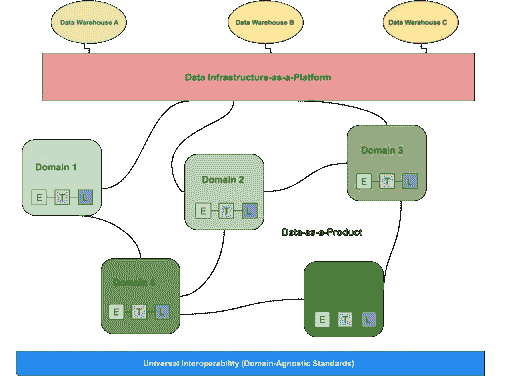 Data Warehouse A
Data Warehouse B
Data Warehouse C
Data Infrastructure-as-a-Platform
Domain 1
E T L
Domain 2
E T L
Domain 3
E T L
Data-as-a-Product
Domain 4
E T L
E T L
Universal Interoperability (Domain-Agnostic Standards)